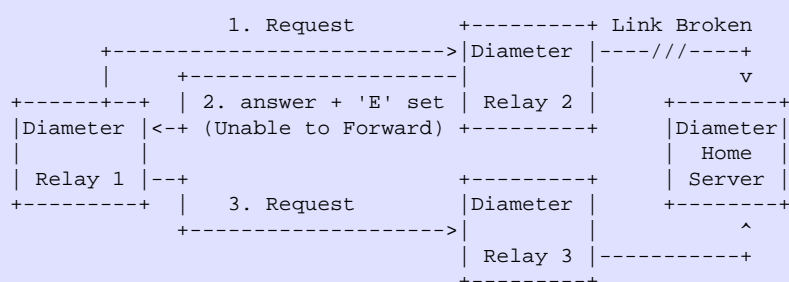 1. Request +---------+ Link Broken
+-------------------------->|Diameter |----///----+
| +---------------------| | v
+------+--+ | 2. answer + 'E' set | Relay 2 | +--------+
|Diameter |<-+ (Unable to Forward) +---------+ |Diameter|
| | | Home |
| Relay 1 |--+ +---------+ | Server |
+---------+ | 3. Request |Diameter | +--------+
+-------------------->| | ^
| Relay 3 |-----------+
+---------+